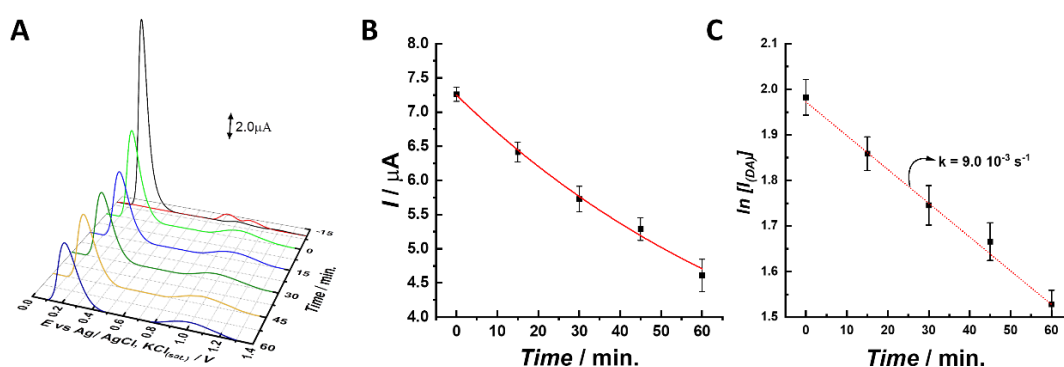 A
2.0μA
-15
0
15
30
45
60
Time / min.
0.0
0.2
0.4
0.6
0.8
1.0
1.2
1.4
E vs Ag/ AgCl, KCl(sat.) / V
B
8.0
7.5
7.0
6.5
6.0
5.5
5.0
4.5
4.0
I / μA
0 10 20 30 40 50 60
Time / min.
C
2.1
2.0
1.9
1.8
1.7
1.6
1.5
ln [I(DA)]
k = 9.0 10⁻³ s⁻¹
0 10 20 30 40 50 60
Time / min.